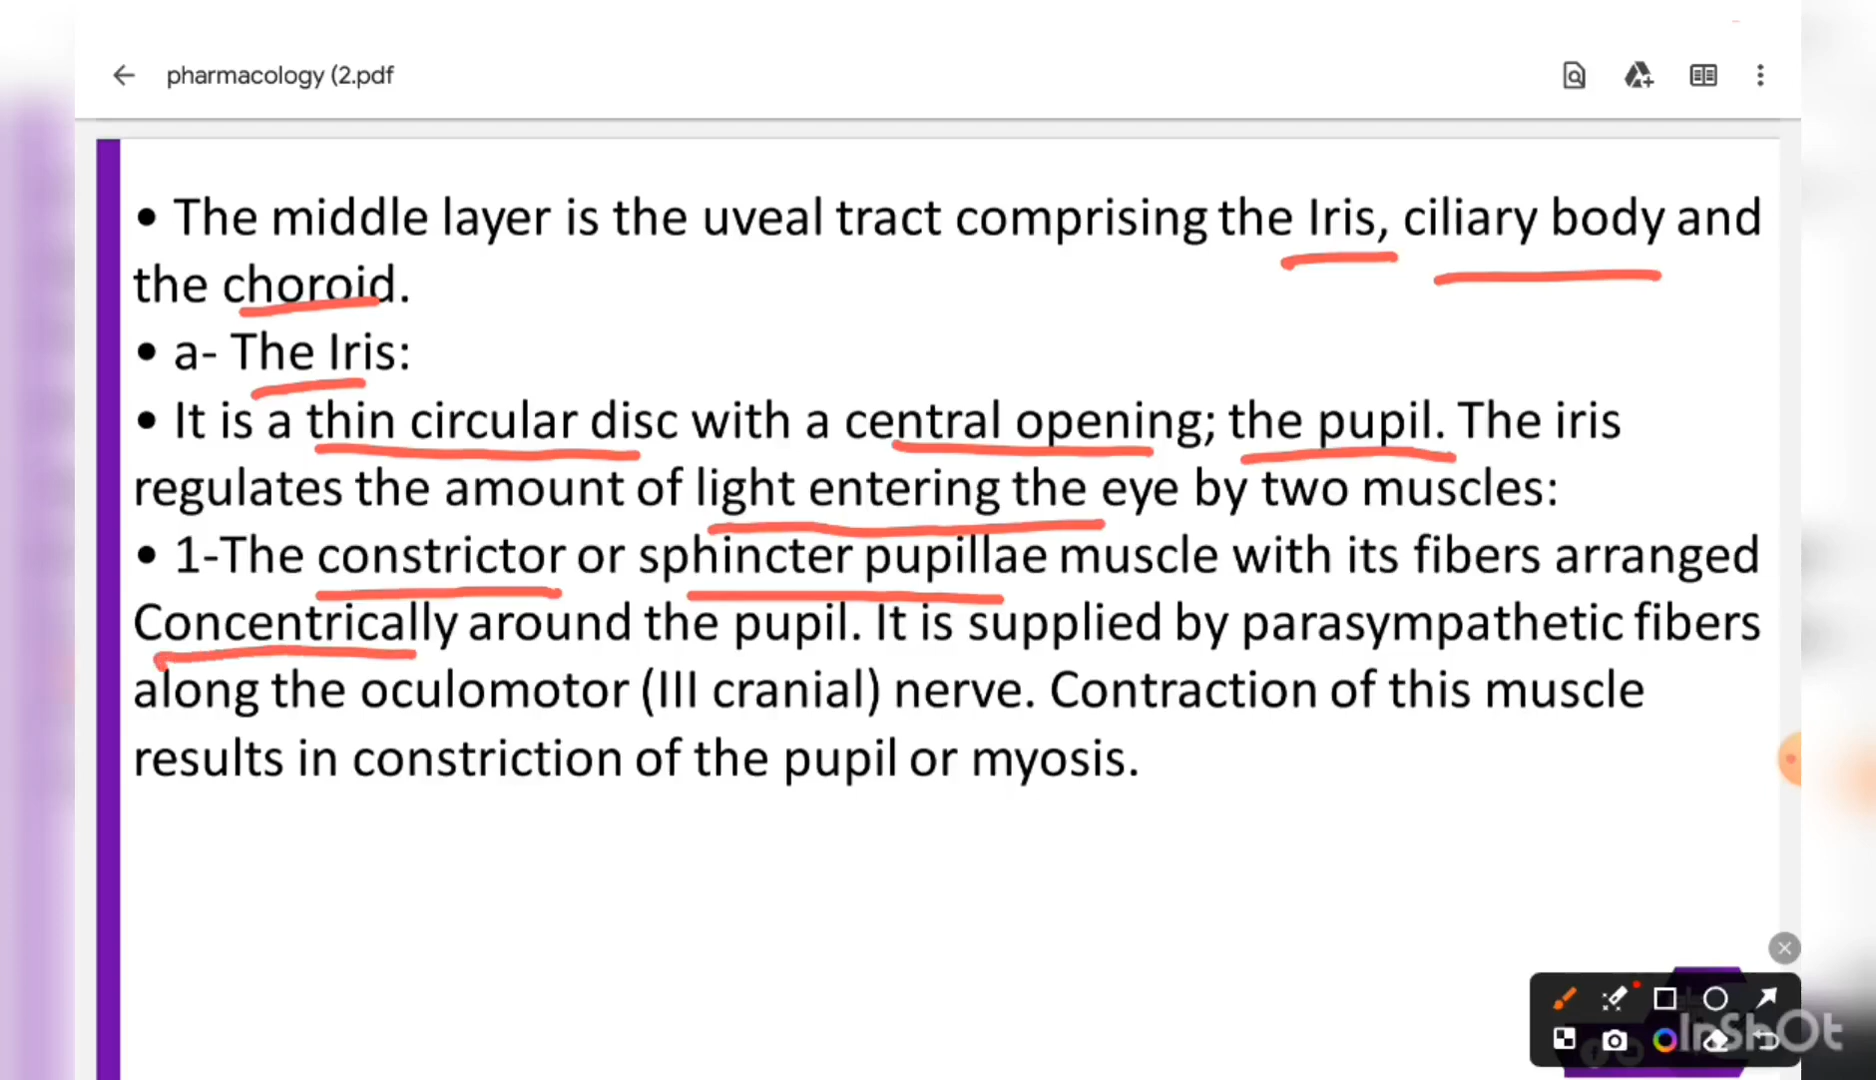 pharmacology (2.pdf
• The middle layer is the uveal tract comprising the Iris, ciliary body and
the choroid.
• a- The Iris:
• It is a thin circular disc with a central opening; the pupil. The iris
regulates the amount of light entering the eye by two muscles:
• 1-The constrictor or sphincter pupillae muscle with its fibers arranged
Concentrically around the pupil. It is supplied by parasympathetic fibers
along the oculomotor (III cranial) nerve. Contraction of this muscle
results in constriction of the pupil or myosis.
InShOt